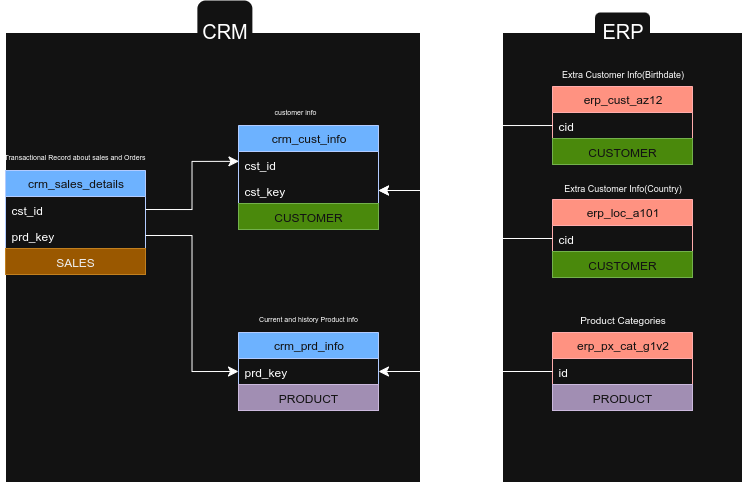 CRM
ERP
Transactional Record about sales and Orders
crm_sales_details
cst_id
prd_key
SALES
customer info
crm_cust_info
cst_id
cst_key
CUSTOMER
Current and history Product Info
crm_prd_info
prd_key
PRODUCT
Extra Customer Info(Birthdate)
erp_cust_az12
cid
CUSTOMER
Extra Customer Info(Country)
erp_loc_a101
cid
CUSTOMER
Product Categories
erp_px_cat_g1v2
id
PRODUCT